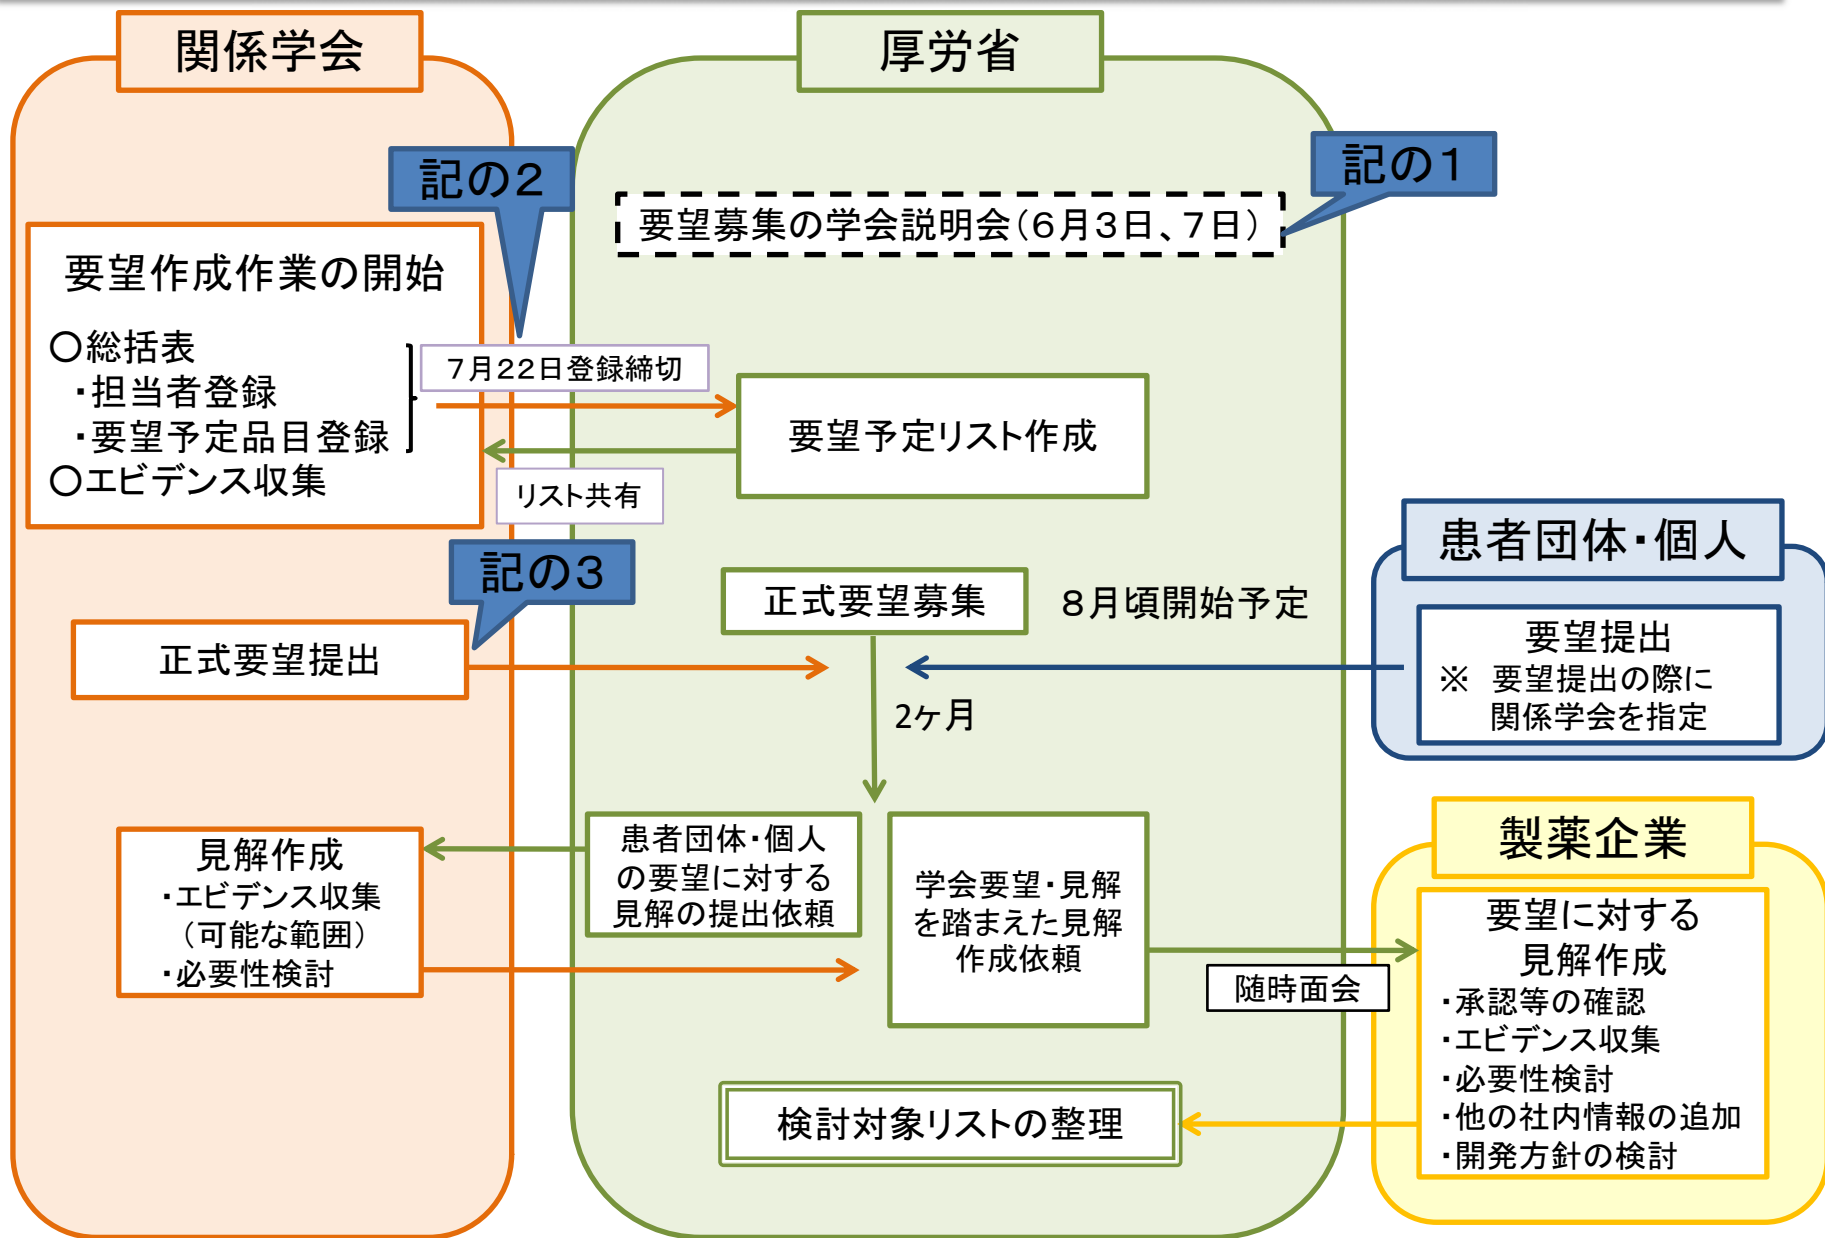 関係学会
厚労省
記の2
記の1
要望募集の学会説明会（6月3日、7日）
要望作成作業の開始
○総括表
・担当者登録
・要望予定品目登録
○エビデンス収集
7月22日登録締切
要望予定リスト作成
リスト共有
患者団体・個人
記の3
正式要望募集
8月頃開始予定
正式要望提出
要望提出
※ 要望提出の際に
関係学会を指定
2ヶ月
製薬企業
見解作成
・エビデンス収集
（可能な範囲）
・必要性検討
患者団体・個人
の要望に対する
見解の提出依頼
学会要望・見解
を踏まえた見解
作成依頼
随時面会
要望に対する
見解作成
・承認等の確認
・エビデンス収集
・必要性検討
・他の社内情報の追加
・開発方針の検討
検討対象リストの整理